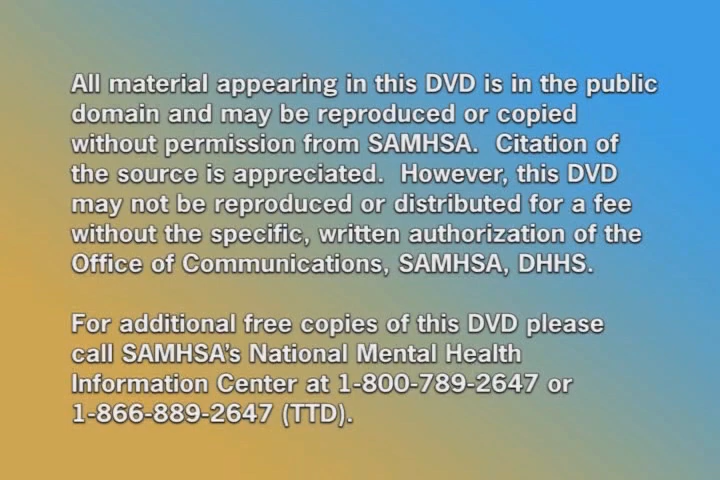 All material appearing in this DVD is in the public
domain and may be reproduced or copied
without permission from SAMHSA.  Citation of
the source is appreciated.  However, this DVD
may not be reproduced or distributed for a fee
without the specific, written authorization of the
Office of Communications, SAMHSA, DHHS.

For additional free copies of this DVD please
call SAMHSA's National Mental Health
Information Center at 1-800-789-2647 or
1-866-889-2647 (TTD).